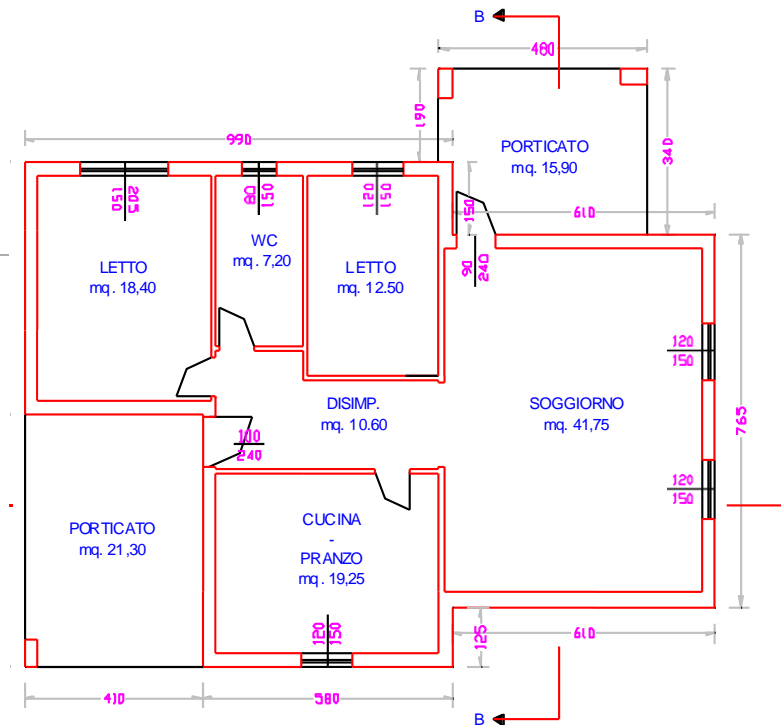 B
480
990
190
PORTICATO
mq. 15,90
340
205
150
80
150
120
150
150
610
WC
mq. 7,20
LETTO
mq. 18,40
LETTO
mq. 12.50
90
240
120
150
DISIMP.
mq. 10.60
SOGGIORNO
mq. 41,75
765
100
240
120
150
PORTICATO
mq. 21,30
CUCINA
-
PRANZO
mq. 19,25
120
150
125
610
410
580
B